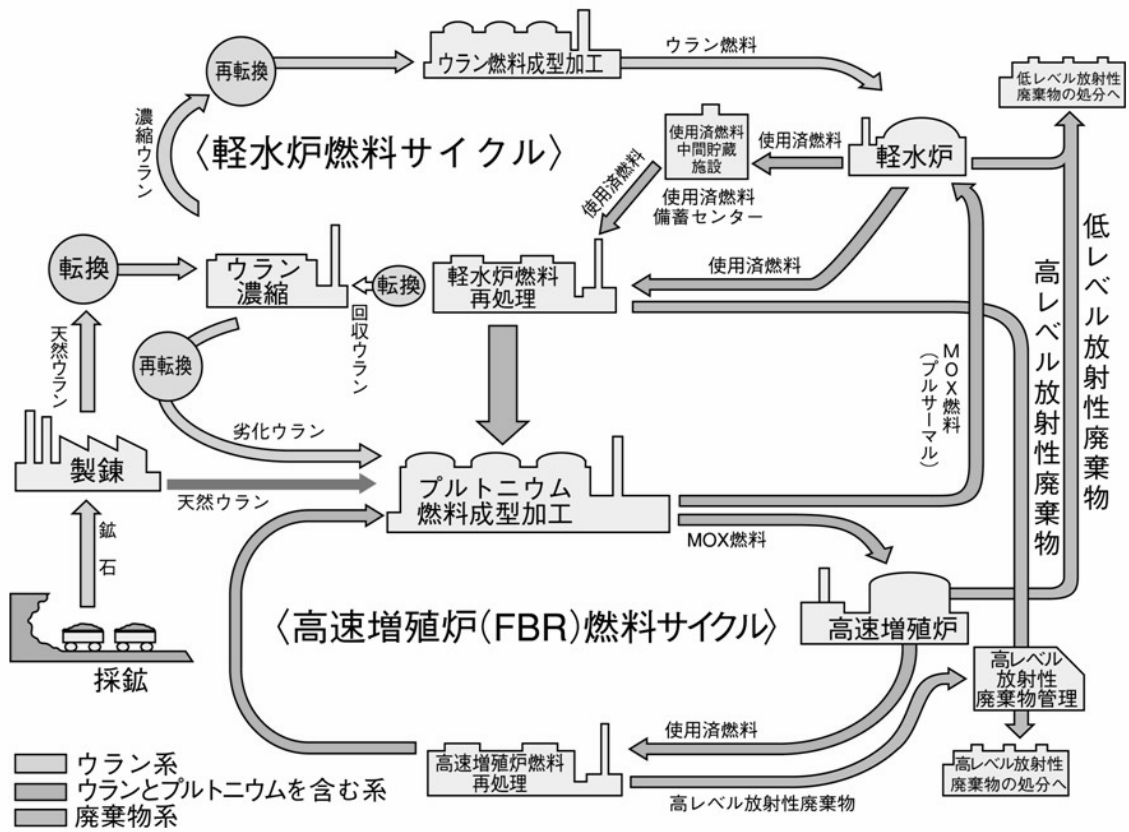 再転換
ウラン燃料成型加工
ウラン燃料
低レベル放射性
廃棄物の処分へ
濃縮ウラン
〈軽水炉燃料サイクル〉
使用済燃料
中間貯蔵
施設
使用済燃料
軽水炉
使用済燃料
使用済燃料
備蓄センター
転換
ウラン
濃縮
転換
回収ウラン
軽水炉燃料
再処理
使用済燃料
低レベル放射性廃棄物
高レベル放射性廃棄物
天然ウラン
再転換
MOX燃料
(プルサーマル)
劣化ウラン
製錬
天然ウラン
プルトニウム
燃料成型加工
MOX燃料
鉱石
採鉱
〈高速増殖炉(FBR)燃料サイクル〉
高速増殖炉
高レベル
放射性
廃棄物管理
使用済燃料
高速増殖炉燃料
再処理
高レベル放射性廃棄物
高レベル放射性
廃棄物の処分へ
ウラン系
ウランとプルトニウムを含む系
廃棄物系